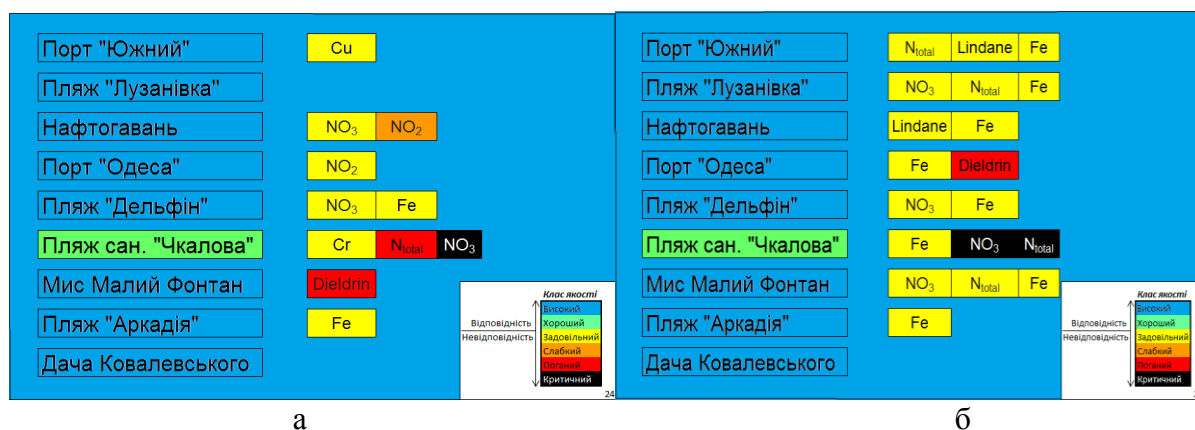 Порт "Южний" Cu
Пляж "Лузанівка"
Нафтогавань NO₃ NO₂
Порт "Одеса" NO₂
Пляж "Дельфін" NO₃ Fe
Пляж сан. "Чкалова" Cr Ntotal NO₃
Мис Малий Фонтан Dieldrin
Пляж "Аркадія" Fe
Дача Ковалевського
Клас якості
Високий
Відповідність Хороший
Невідповідність Задовільний
Слабкий
Поганий
Критичний
24
а
Порт "Южний" Ntotal Lindane Fe
Пляж "Лузанівка" NO₃ Ntotal Fe
Нафтогавань Lindane Fe
Порт "Одеса" Fe Dieldrin
Пляж "Дельфін" NO₃ Fe
Пляж сан. "Чкалова" Fe NO₃ Ntotal
Мис Малий Фонтан NO₃ Ntotal Fe
Пляж "Аркадія" Fe
Дача Ковалевського
Клас якості
Високий
Відповідність Хороший
Невідповідність Задовільний
Слабкий
Поганий
Критичний
б